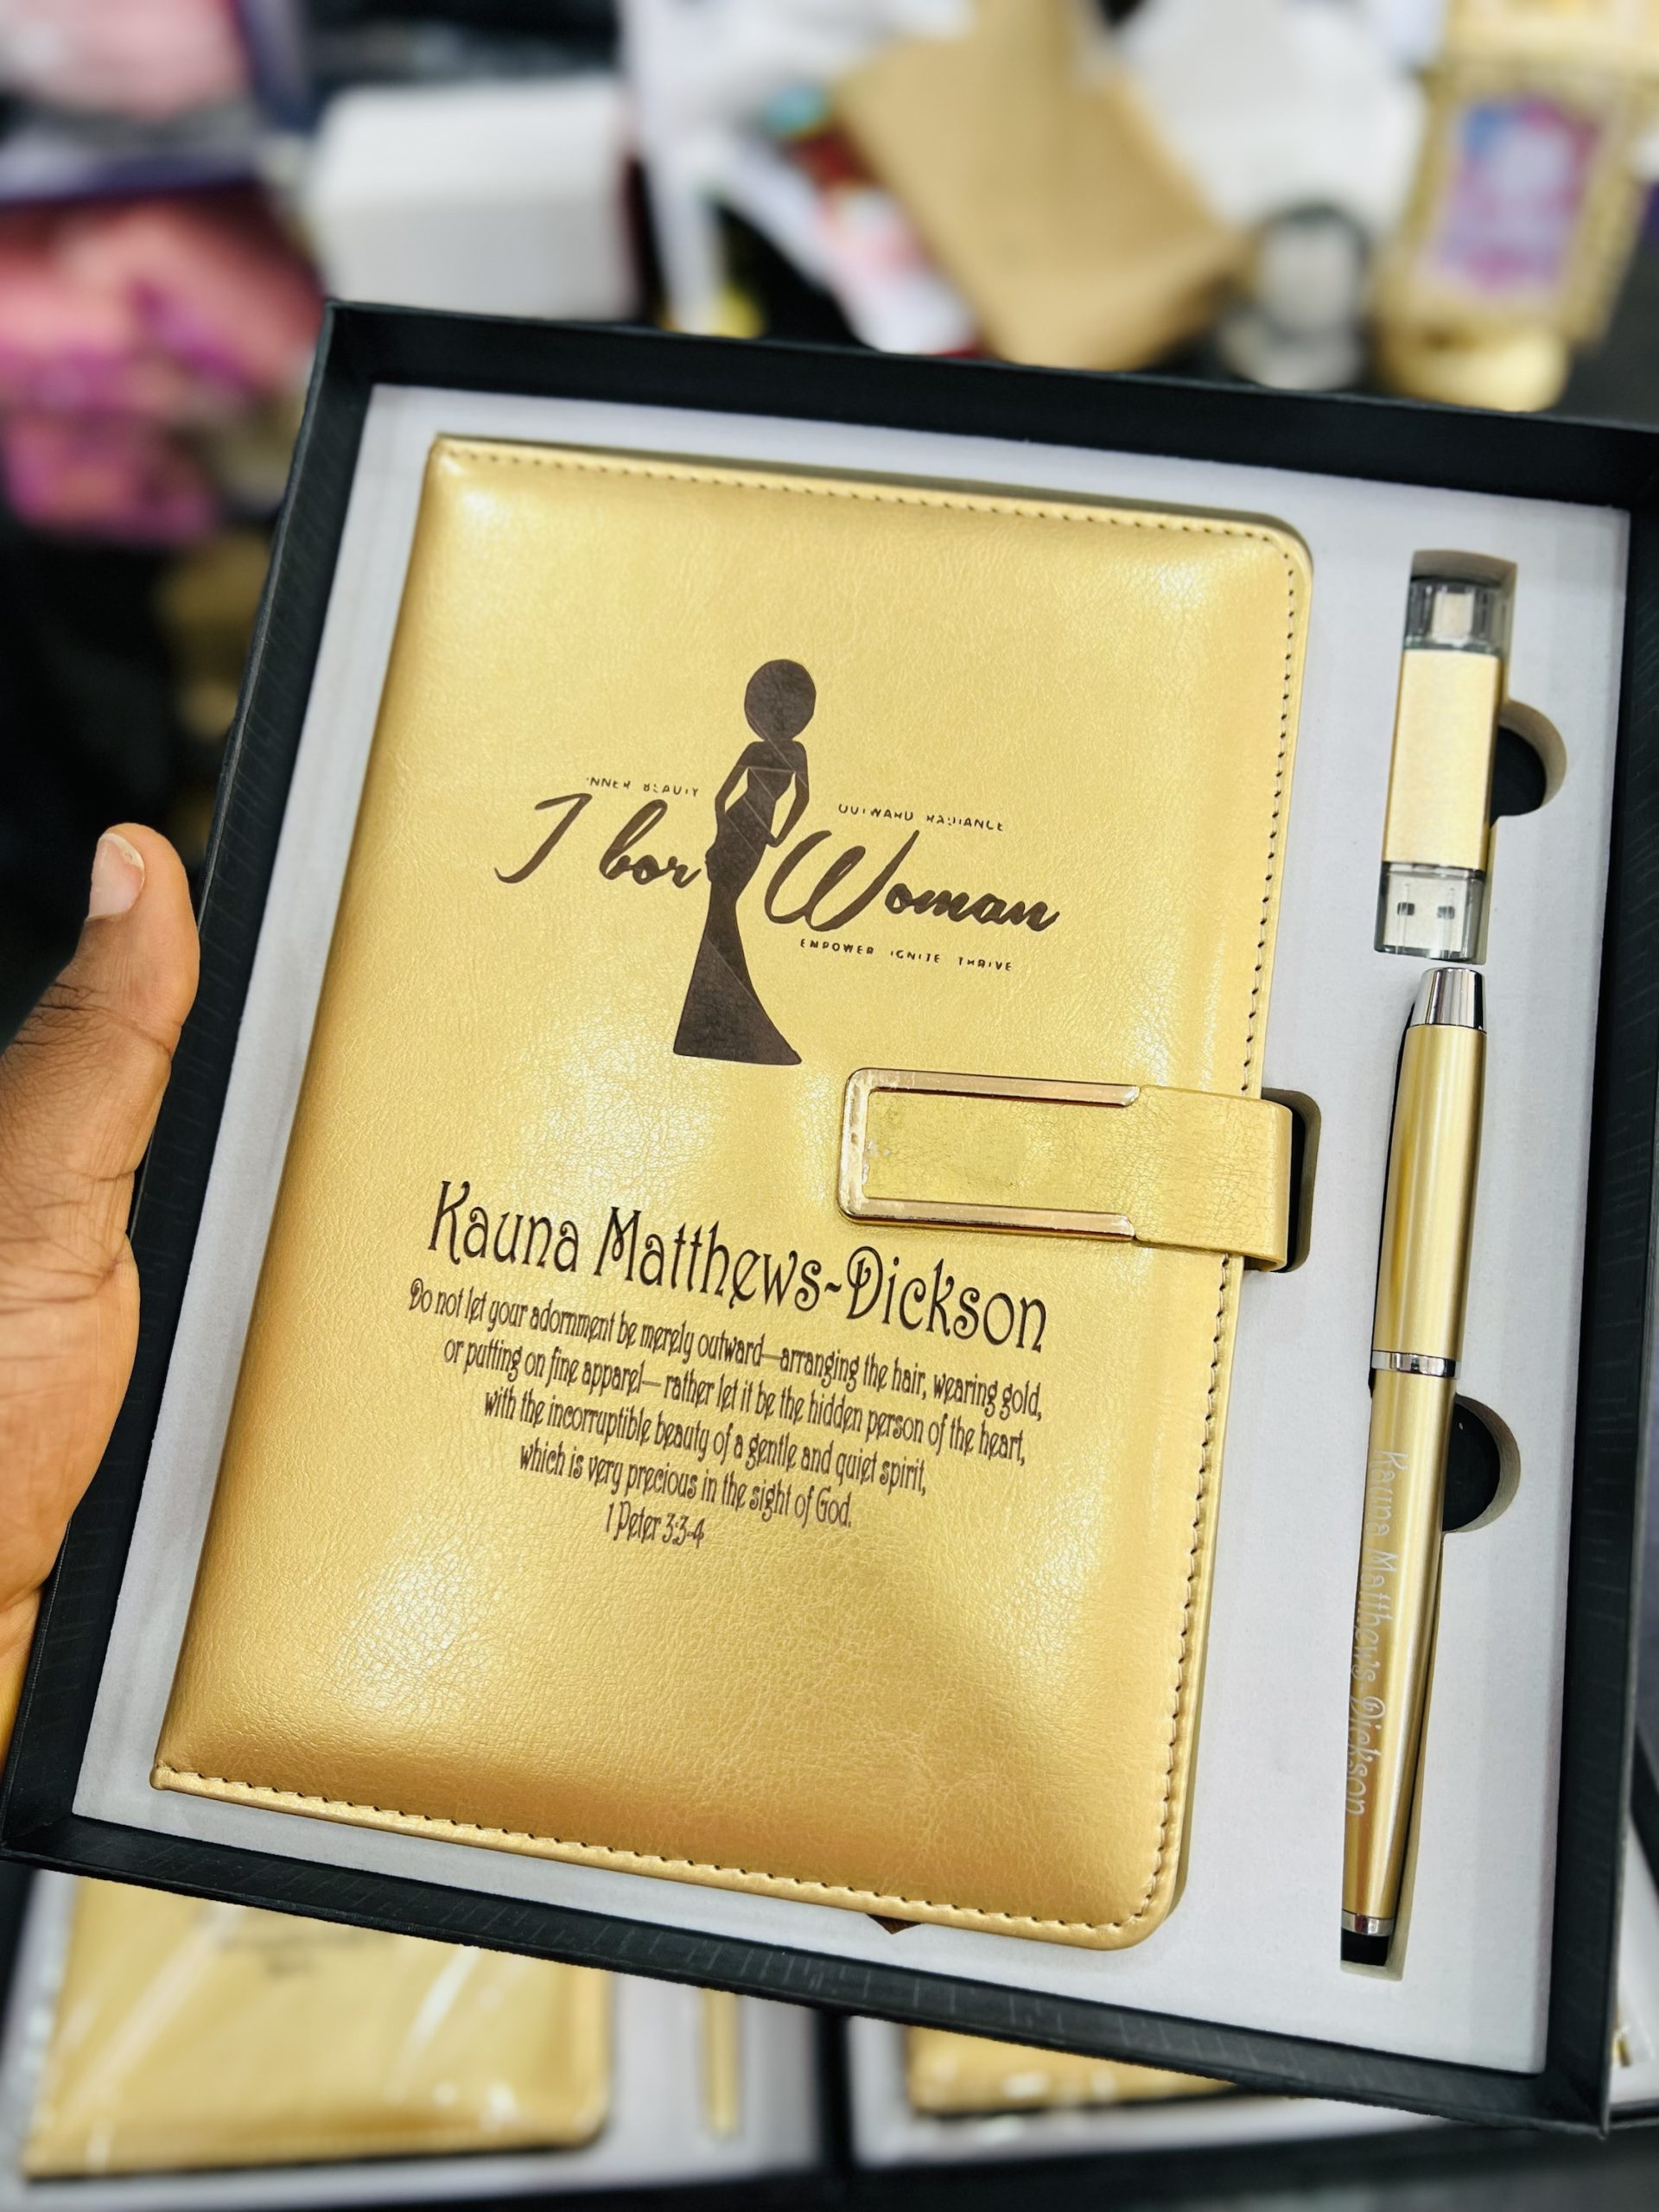 INNER BEAUTY
OUTWARD RADIANCE
I bor Woman
EMPOWER IGNITE THRIVE
Kauna Matthews-Dickson
Do not let your adornment be merely outward—arranging the hair, wearing gold,
or putting on fine apparel— rather let it be the hidden person of the heart,
with the incorruptible beauty of a gentle and quiet spirit,
which is very precious in the sight of God.
1 Peter 3:3-4
Kauna Matthews-Dickson